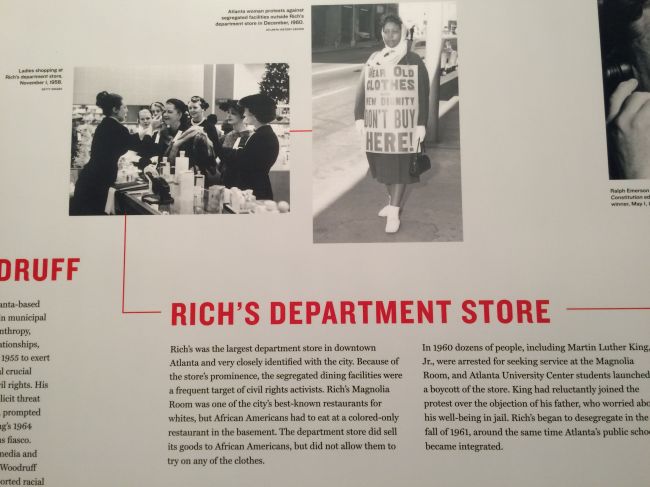 Atlanta woman protests against
segregated facilities outside Rich's
department store in December, 1960.
ATLANTA HISTORY CENTER
Ladies shopping at
Rich's department store,
November 1, 1958.
GETTY IMAGES
WEAR OLD
CLOTHES
NEW DIGNITY
DON'T BUY
HERE!
Ralph Emerson
Constitution ed
winner, May 1,
DRUFF
anta-based
in municipal
nthropy,
ationships,
1955 to exert
al crucial
vil rights. His
licit threat
prompted
ng's 1964
us fiasco.
media and
Woodruff
orted racial
RICH'S DEPARTMENT STORE
Rich's was the largest department store in downtown
Atlanta and very closely identified with the city. Because of
the store's prominence, the segregated dining facilities were
a frequent target of civil rights activists. Rich's Magnolia
Room was one of the city's best-known restaurants for
whites, but African Americans had to eat at a colored-only
restaurant in the basement. The department store did sell
its goods to African Americans, but did not allow them to
try on any of the clothes.
In 1960 dozens of people, including Martin Luther King,
Jr., were arrested for seeking service at the Magnolia
Room, and Atlanta University Center students launched
a boycott of the store. King had reluctantly joined the
protest over the objection of his father, who worried abo
his well-being in jail. Rich's began to desegregate in the
fall of 1961, around the same time Atlanta's public schoo
became integrated.